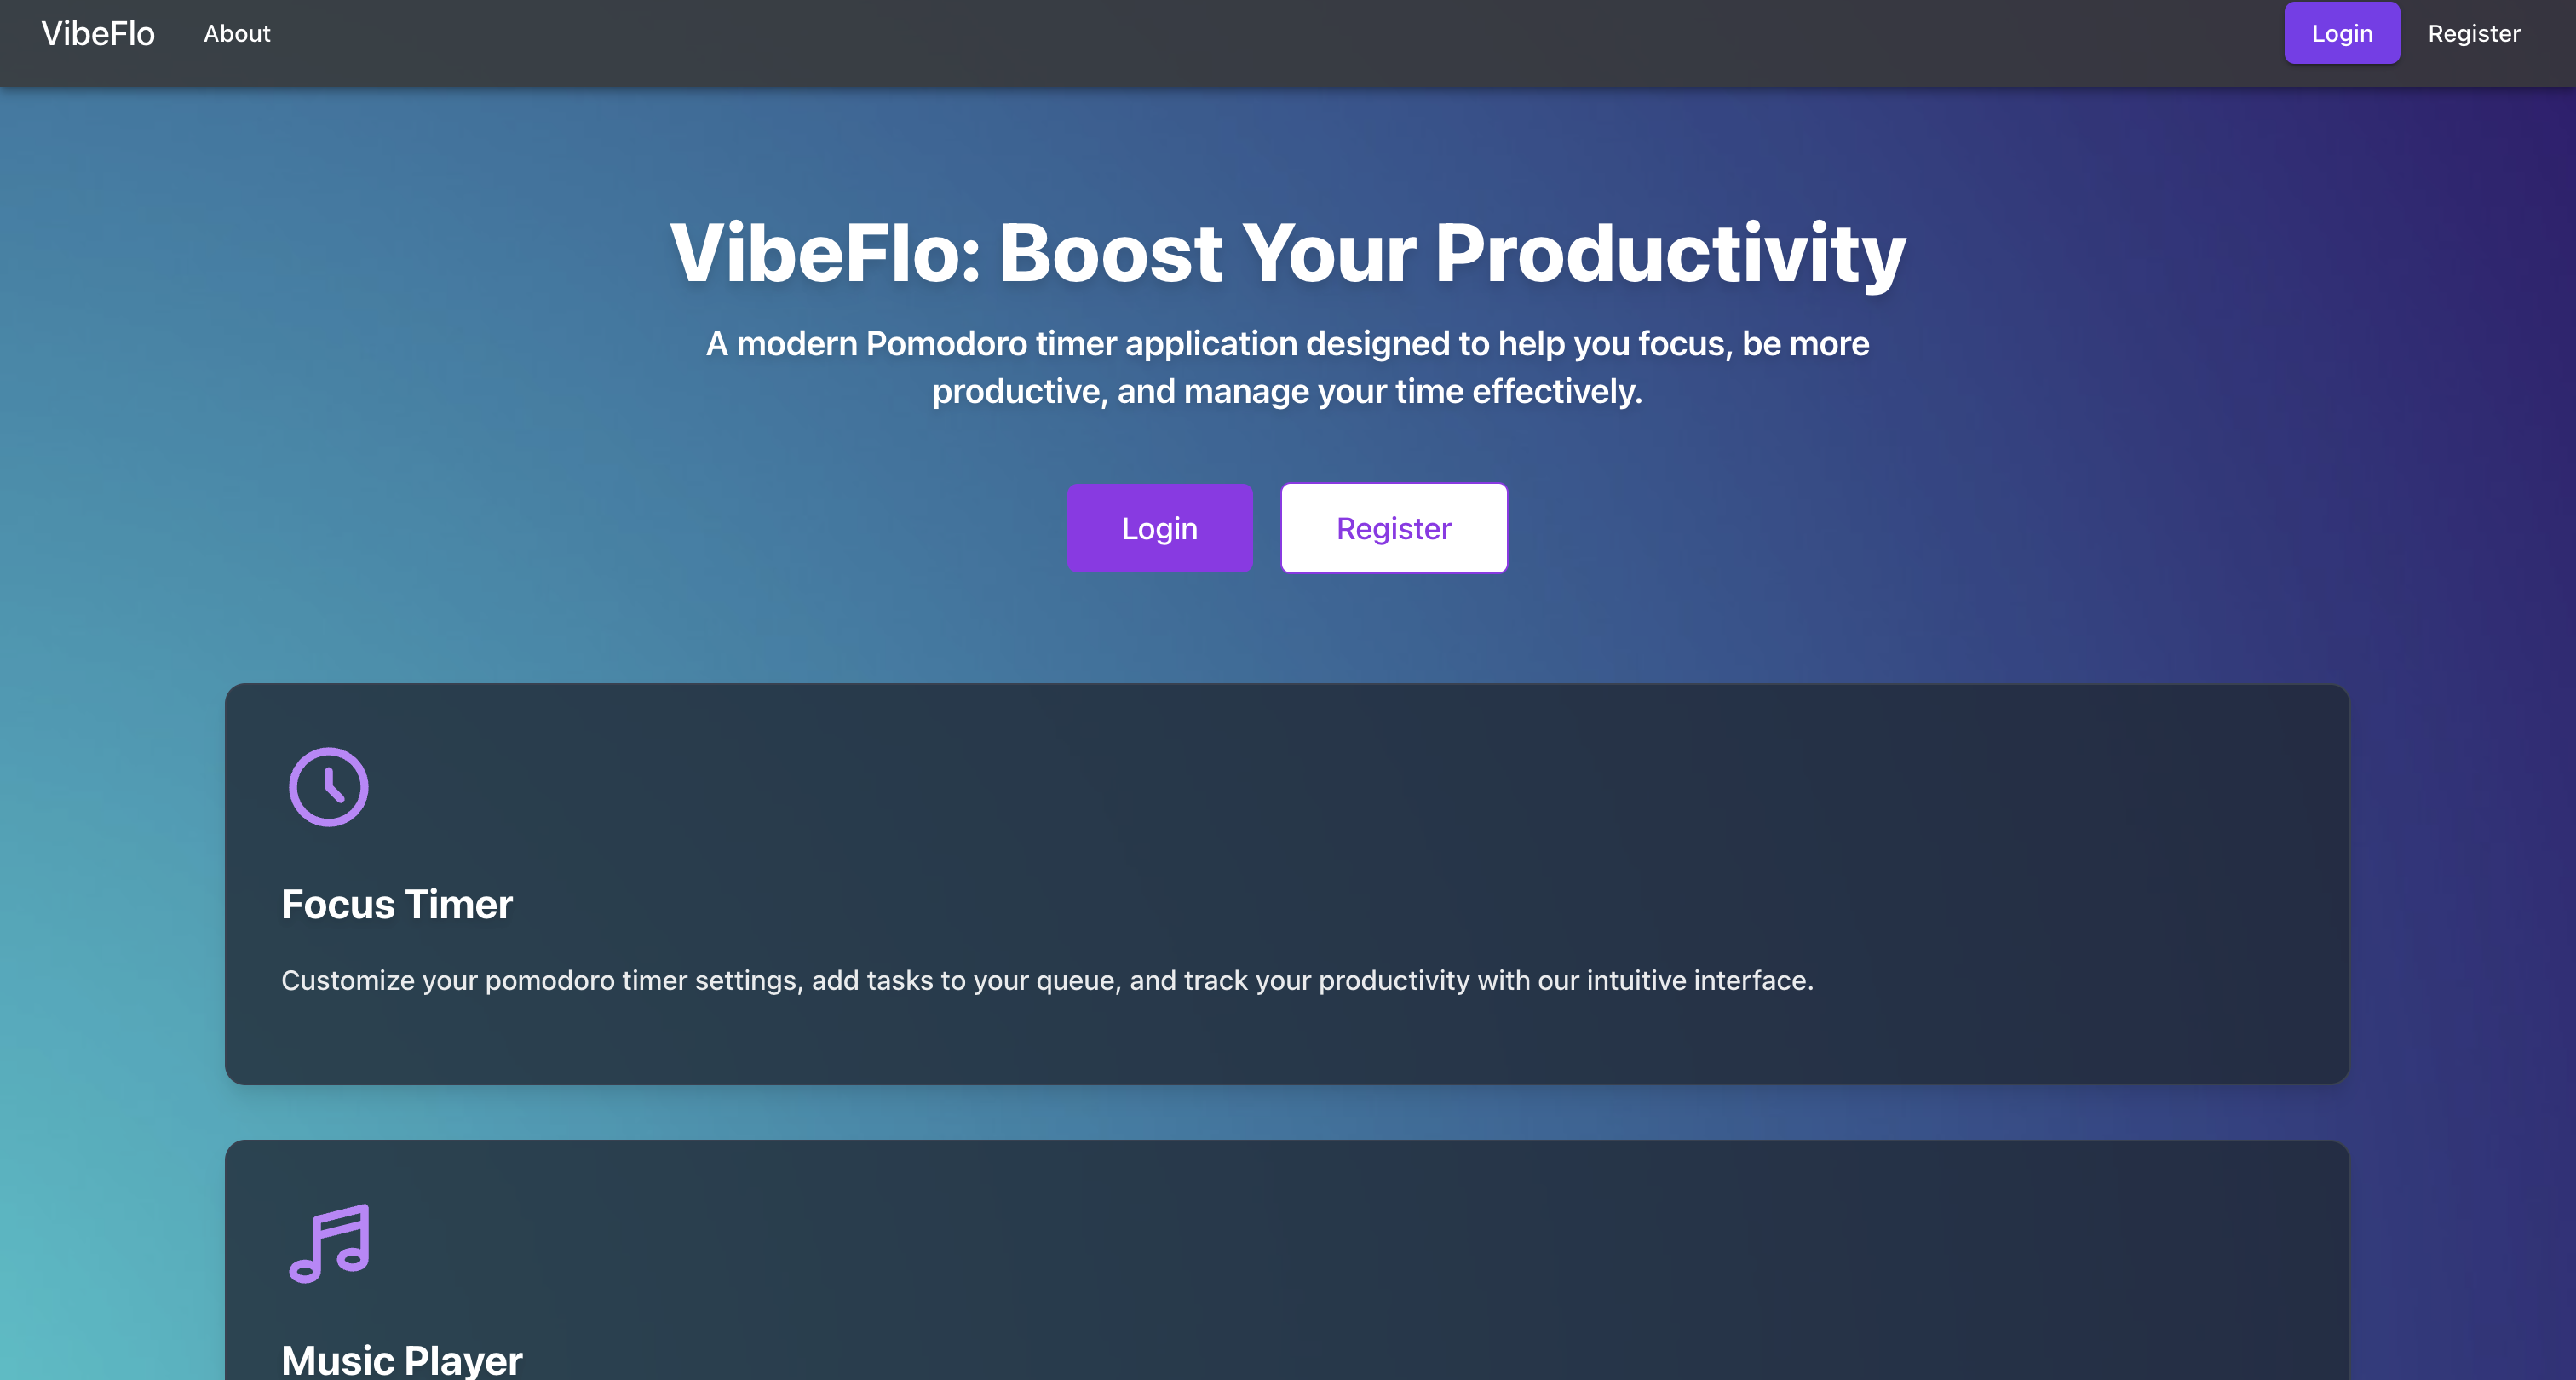 VibeFlo About Login Register
VibeFlo: Boost Your Productivity
A modern Pomodoro timer application designed to help you focus, be more
productive, and manage your time effectively.
Login Register
Focus Timer
Customize your pomodoro timer settings, add tasks to your queue, and track your productivity with our intuitive interface.
Music Player